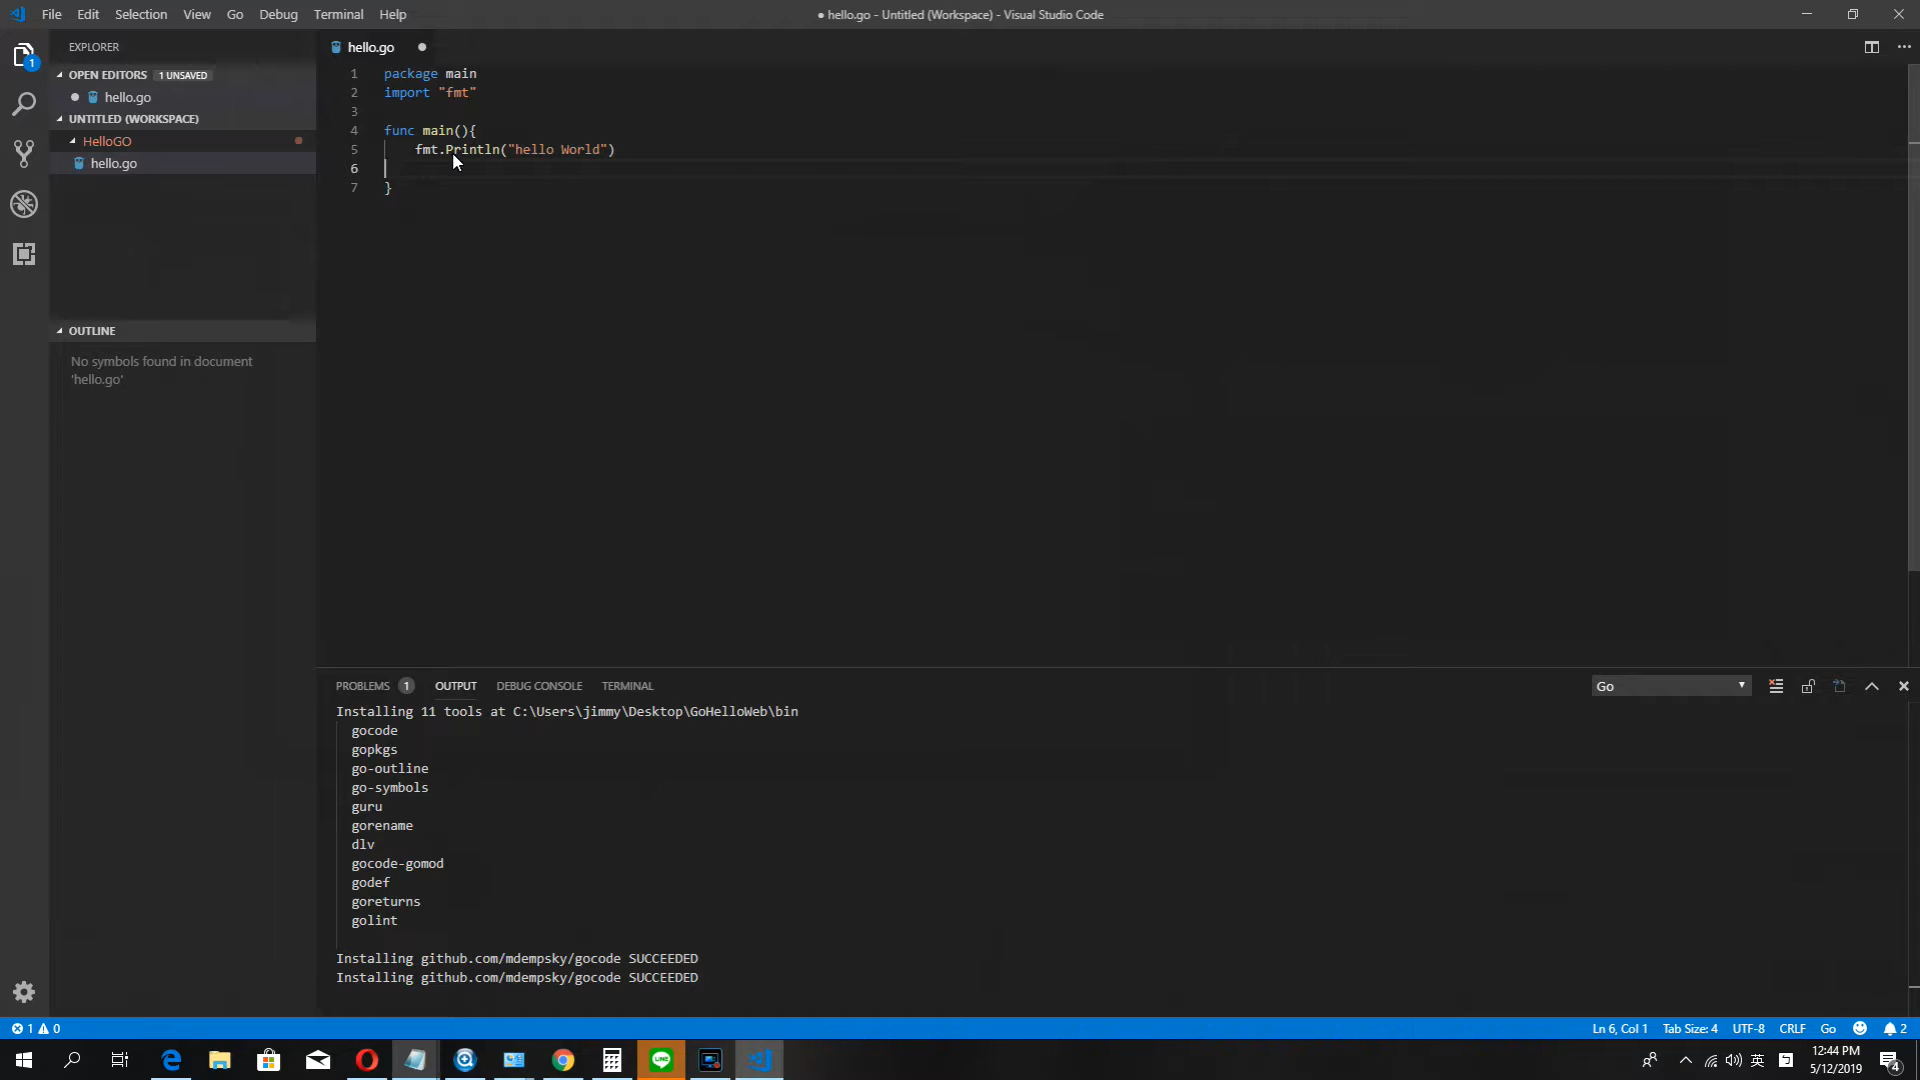 File Edit Selection View Go Debug Terminal Help
● hello.go - Untitled (Workspace) - Visual Studio Code
1
EXPLORER
OPEN EDITORS 1 UNSAVED
hello.go
UNTITLED (WORKSPACE)
HelloGO
hello.go
OUTLINE
No symbols found in document
'hello.go'
hello.go
1 package main
2 import "fmt"
3
4 func main(){
5 fmt.Println("hello World")
6
7 }
PROBLEMS 1 OUTPUT DEBUG CONSOLE TERMINAL
Go
Installing 11 tools at C:\Users\jimmy\Desktop\GoHelloWeb\bin
gocode
gopkgs
go-outline
go-symbols
guru
gorename
dlv
gocode-gomod
godef
goreturns
golint
Installing github.com/mdempsky/gocode SUCCEEDED
Installing github.com/mdempsky/gocode SUCCEEDED
1 0
Ln 6, Col 1 Tab Size: 4 UTF-8 CRLF Go 2
LINE
英
12:44 PM
5/12/2019
4